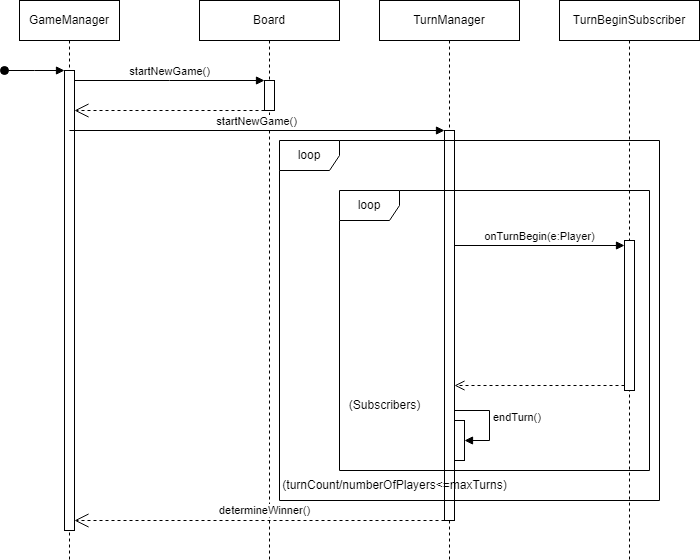 GameManager
Board
TurnManager
TurnBeginSubscriber
startNewGame()
startNewGame()
loop
loop
onTurnBegin(e:Player)
(Subscribers)
endTurn()
(turnCount/numberOfPlayers<=maxTurns)
determineWinner()